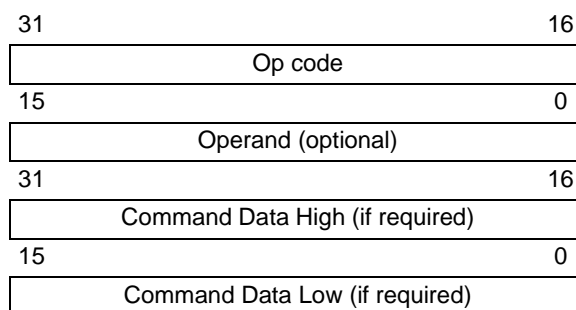 31 16
Op code
15 0
Operand (optional)
31 16
Command Data High (if required)
15 0
Command Data Low (if required)